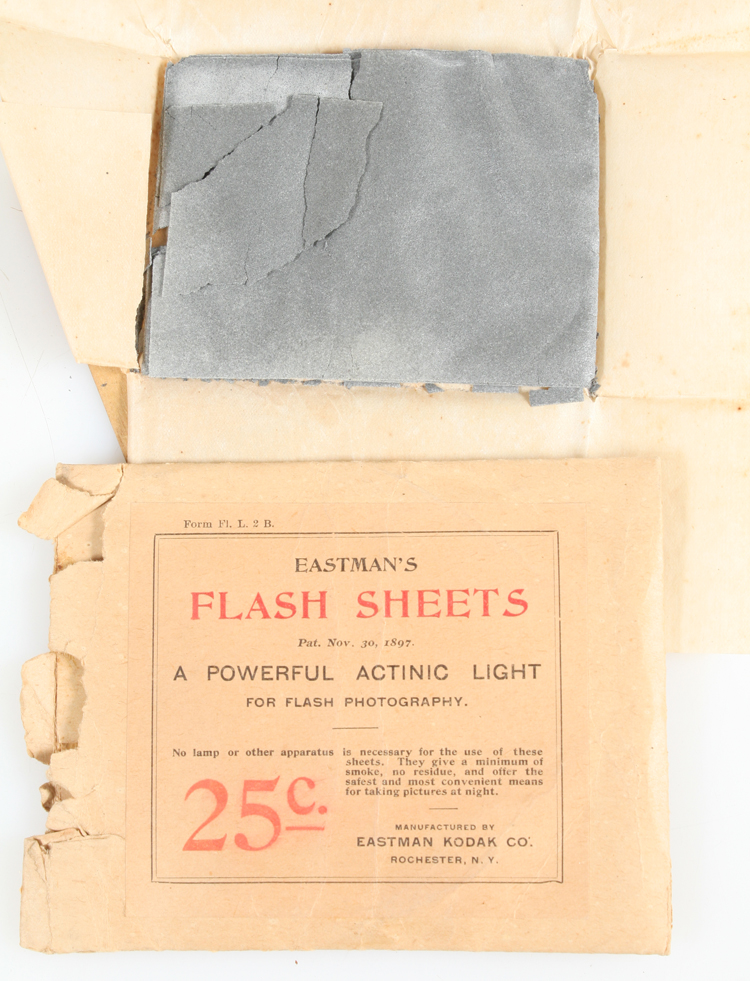 Form Fl. L. 2 B.
EASTMAN'S
FLASH SHEETS
Pat. Nov. 30, 1897.
A POWERFUL ACTINIC LIGHT
FOR FLASH PHOTOGRAPHY.
No lamp or other apparatus is necessary for the use of these
sheets. They give a minimum of
smoke, no residue, and offer the
safest and most convenient means
for taking pictures at night.
25c.
MANUFACTURED BY
EASTMAN KODAK CO.
ROCHESTER, N. Y.